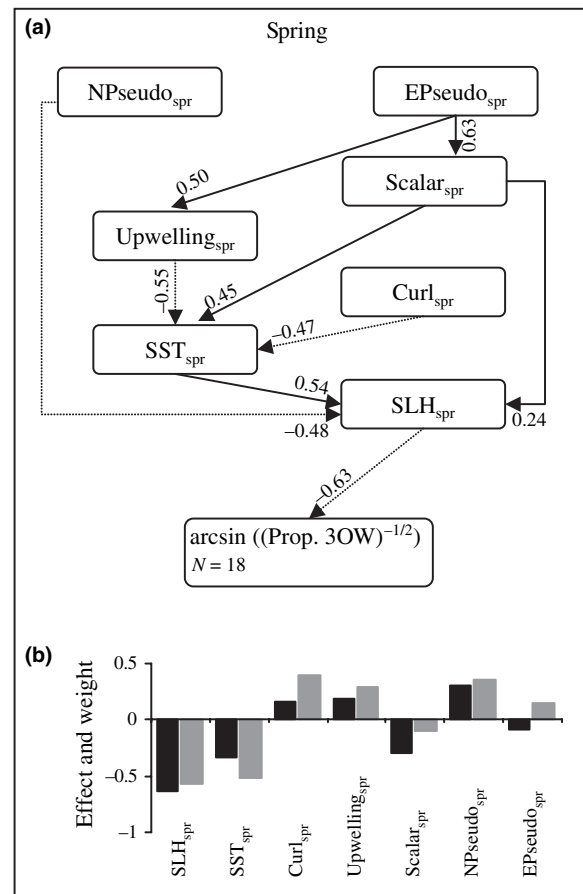 (a)
Spring
NPseudo_spr
EPseudo_spr
0.63
0.50
Scalar_spr
Upwelling_spr
−0.55
0.45
Curl_spr
−0.47
SST_spr
0.54
SLH_spr
−0.48
0.24
−0.63
arcsin ((Prop. 3OW)^−1/2)
N = 18
(b)
Effect and weight
0.5
0
−0.5
−1
SLH_spr
SST_spr
Curl_spr
Upwelling_spr
Scalar_spr
NPseudo_spr
EPseudo_spr